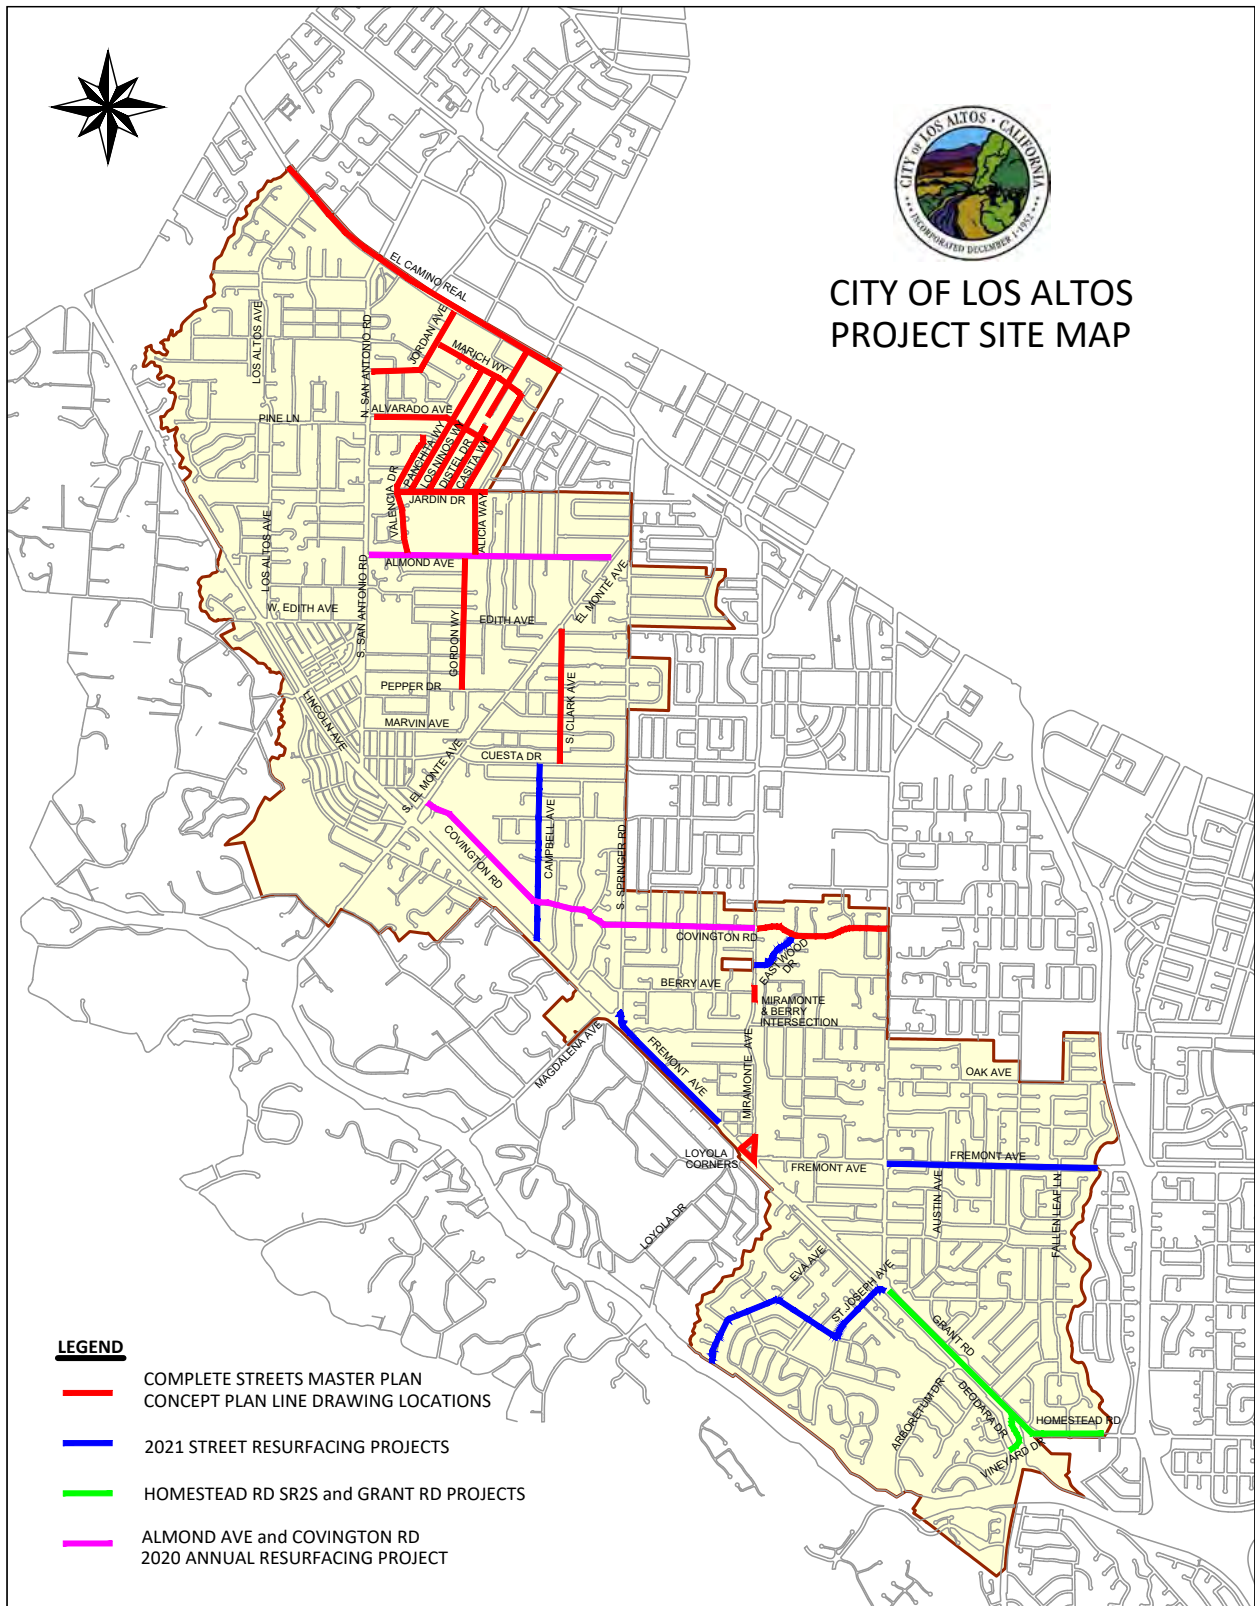 CITY OF LOS ALTOS • CALIFORNIA
INCORPORATED DECEMBER 1, 1952
CITY OF LOS ALTOS
PROJECT SITE MAP
EL CAMINO REAL
LOS ALTOS AVE
N. SAN ANTONIO RD
JORDAN AVE
MARICH WY
PINE LN
ALVARADO AVE
PANCHITA WY
LOS NINOS WY
DISTEL DR
CASITA WY
VALENCIA DR
JARDIN DR
ALICIA WAY
LOS ALTOS AVE
ALMOND AVE
S. SAN ANTONIO RD
W. EDITH AVE
EDITH AVE
EL MONTE AVE
GORDON WY
PEPPER DR
S. CLARK AVE
LINCOLN AVE
MARVIN AVE
CUESTA DR
S. EL MONTE AVE
CAMPBELL AVE
COVINGTON RD
S. SPRINGER RD
COVINGTON RD
EASTWOOD
DR
BERRY AVE
MIRAMONTE
& BERRY
INTERSECTION
MAGDALENA AVE
FREMONT AVE
MIRAMONTE AVE
OAK AVE
LOYOLA
CORNERS
FREMONT AVE
FREMONT AVE
AUSTIN AVE
FALLEN LEAF LN
LOYOLA DR
EVA AVE
ST. JOSEPH AVE
GRANT RD
ARBORETUM DR
DEODARA DR
HOMESTEAD RD
VINEYARD DR
LEGEND
COMPLETE STREETS MASTER PLAN
CONCEPT PLAN LINE DRAWING LOCATIONS
2021 STREET RESURFACING PROJECTS
HOMESTEAD RD SR2S and GRANT RD PROJECTS
ALMOND AVE and COVINGTON RD
2020 ANNUAL RESURFACING PROJECT